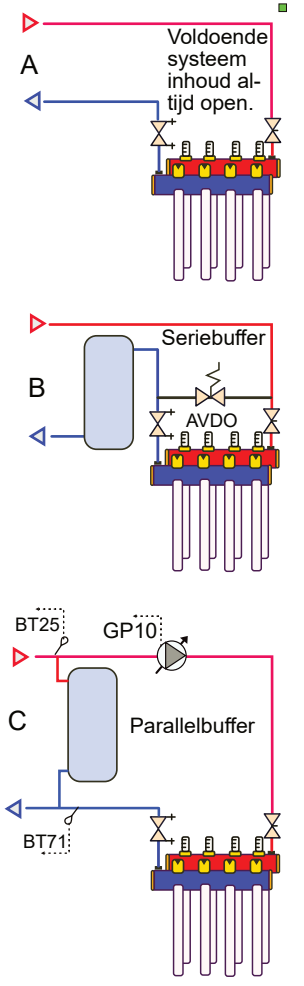 Voldoende
systeem
inhoud al-
tijd open.
A
Seriebuffer
B
AVDO
BT25
GP10
C
Parallelbuffer
BT71